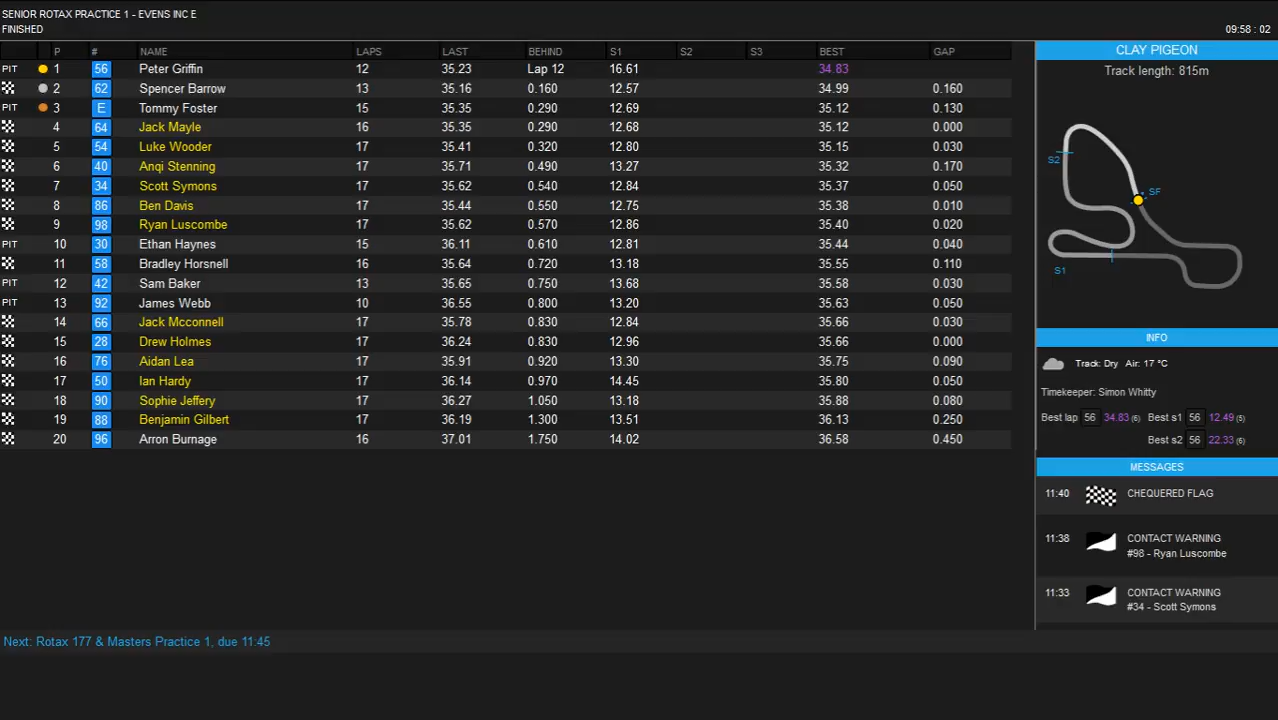 SENIOR ROTAX PRACTICE 1 - EVENS INC E
FINISHED
09:58 : 02
P # NAME LAPS LAST BEHIND S1 S2 S3 BEST GAP
PIT 1 56 Peter Griffin 12 35.23 Lap 12 16.61 34.83
2 62 Spencer Barrow 13 35.16 0.160 12.57 34.99 0.160
PIT 3 E Tommy Foster 15 35.35 0.290 12.69 35.12 0.130
4 64 Jack Mayle 16 35.35 0.290 12.68 35.12 0.000
5 54 Luke Wooder 17 35.41 0.320 12.80 35.15 0.030
6 40 Anqi Stenning 17 35.71 0.490 13.27 35.32 0.170
7 34 Scott Symons 17 35.62 0.540 12.84 35.37 0.050
8 86 Ben Davis 17 35.44 0.550 12.75 35.38 0.010
9 98 Ryan Luscombe 17 35.62 0.570 12.86 35.40 0.020
PIT 10 30 Ethan Haynes 15 36.11 0.610 12.81 35.44 0.040
11 58 Bradley Horsnell 16 35.64 0.720 13.18 35.55 0.110
PIT 12 42 Sam Baker 13 35.65 0.750 13.68 35.58 0.030
PIT 13 92 James Webb 10 36.55 0.800 13.20 35.63 0.050
14 66 Jack Mcconnell 17 35.78 0.830 12.84 35.66 0.030
15 28 Drew Holmes 17 36.24 0.830 12.96 35.66 0.000
16 76 Aidan Lea 17 35.91 0.920 13.30 35.75 0.090
17 50 Ian Hardy 17 36.14 0.970 14.45 35.80 0.050
18 90 Sophie Jeffery 17 36.27 1.050 13.18 35.88 0.080
19 88 Benjamin Gilbert 17 36.19 1.300 13.51 36.13 0.250
20 96 Arron Burnage 16 37.01 1.750 14.02 36.58 0.450
CLAY PIGEON
Track length: 815m
S2
SF
S1
INFO
Track: Dry Air: 17 °C
Timekeeper: Simon Whitty
Best lap 56 34.83 (6) Best s1 56 12.49 (5)
Best s2 56 22.33 (6)
MESSAGES
11:40 CHEQUERED FLAG
11:38 CONTACT WARNING
#98 - Ryan Luscombe
11:33 CONTACT WARNING
#34 - Scott Symons
Next: Rotax 177 & Masters Practice 1, due 11:45